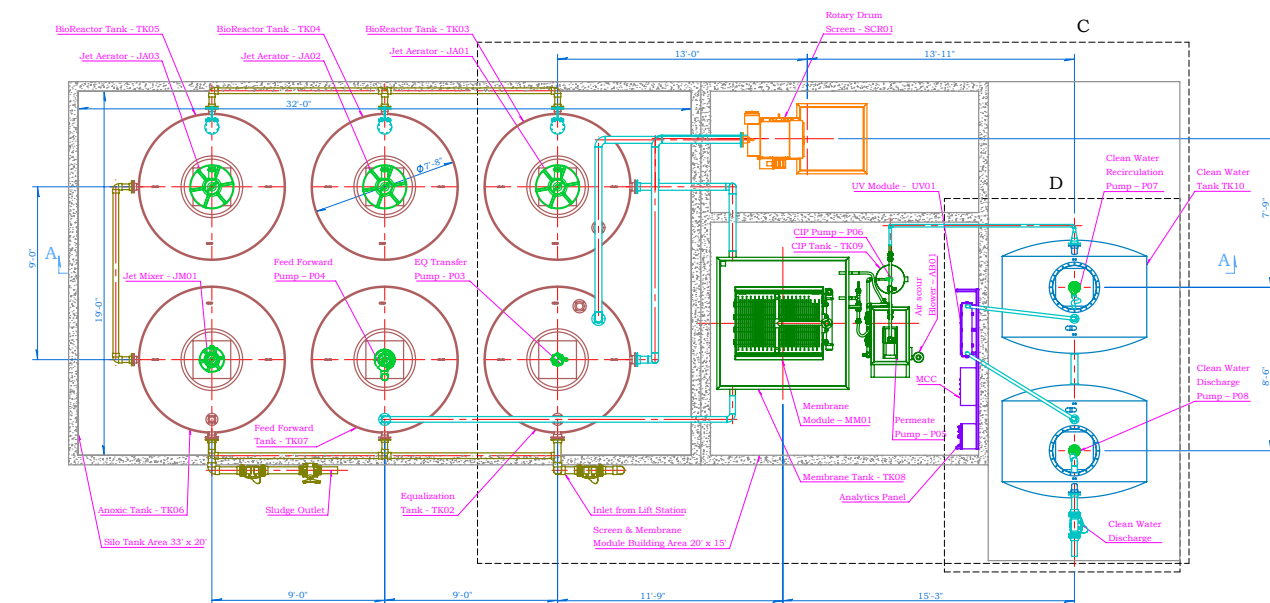 Rotary Drum
Screen - SCR01
C
BioReactor Tank - TK05
BioReactor Tank - TK04
BioReactor Tank - TK03
Jet Aerator - JA03
Jet Aerator - JA02
Jet Aerator - JA01
13'-0"
13'-11"
32'-0"
Ø7'-8"
Clean Water
Recirculation
Pump - P07
Clean Water
Tank TK10
D
UV Module - UV01
7'-9"
CIP Pump - P06
CIP Tank - TK09
A
9'-0"
Feed Forward
Pump - P04
EQ Transfer
Pump - P03
Jet Mixer - JM01
Air scour
Blower - AB01
A
19'-0"
Clean Water
Discharge
Pump - P08
8'-6"
MCC
Membrane
Module - MM01
Permeate
Pump - P05
Feed Forward
Tank - TK07
Membrane Tank - TK08
Analytics Panel
Equalization
Tank - TK02
Anoxic Tank - TK06
Sludge Outlet
Inlet from Lift Station
Clean Water
Discharge
Screen & Membrane
Module Building Area 20' x 15'
Silo Tank Area 33' x 20'
9'-0"
9'-0"
11'-9"
15'-3"